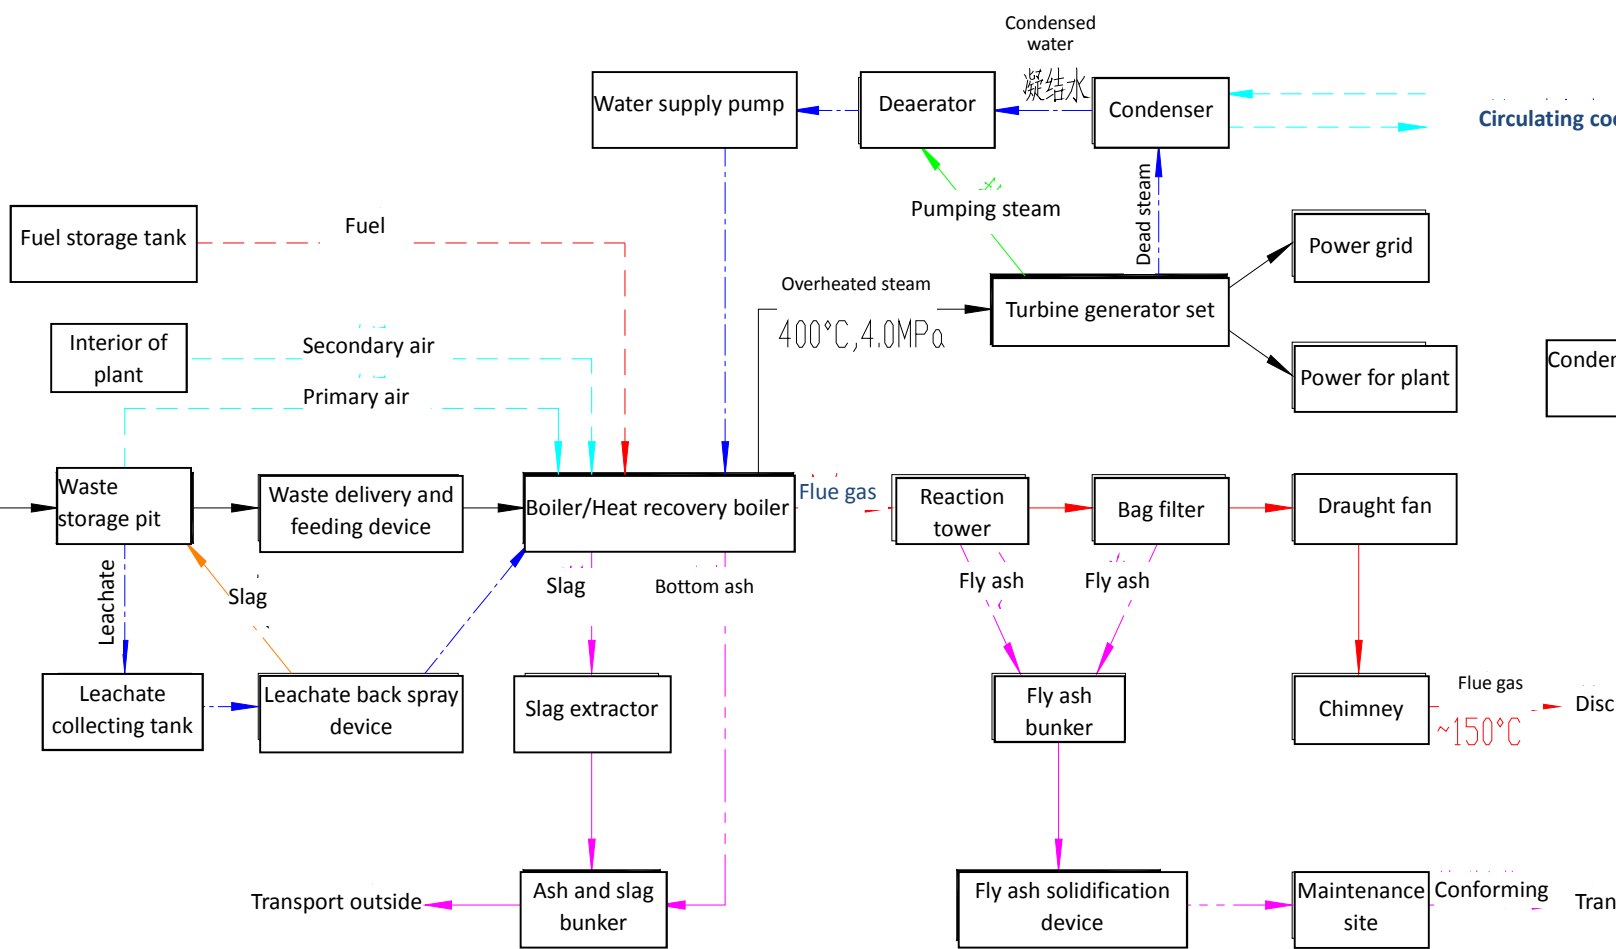 Condensed
water
凝结水
Water supply pump
Deaerator
Condenser
Circulating
Dead steam
Pumping steam
Fuel storage tank
Fuel
Power grid
Overheated steam
400°C,4.0MPa
Turbine generator set
Interior of
plant
Secondary air
Primary air
Power for plant
Waste
storage pit
Waste delivery and
feeding device
Boiler/Heat recovery boiler
Flue gas
Reaction
tower
Bag filter
Draught fan
Leachate
Slag
Slag
Bottom ash
Fly ash
Fly ash
Leachate
collecting tank
Leachate back spray
device
Slag extractor
Fly ash
bunker
Chimney
Flue gas
~150°C
Transport outside
Ash and slag
bunker
Fly ash solidification
device
Maintenance
site
Conforming